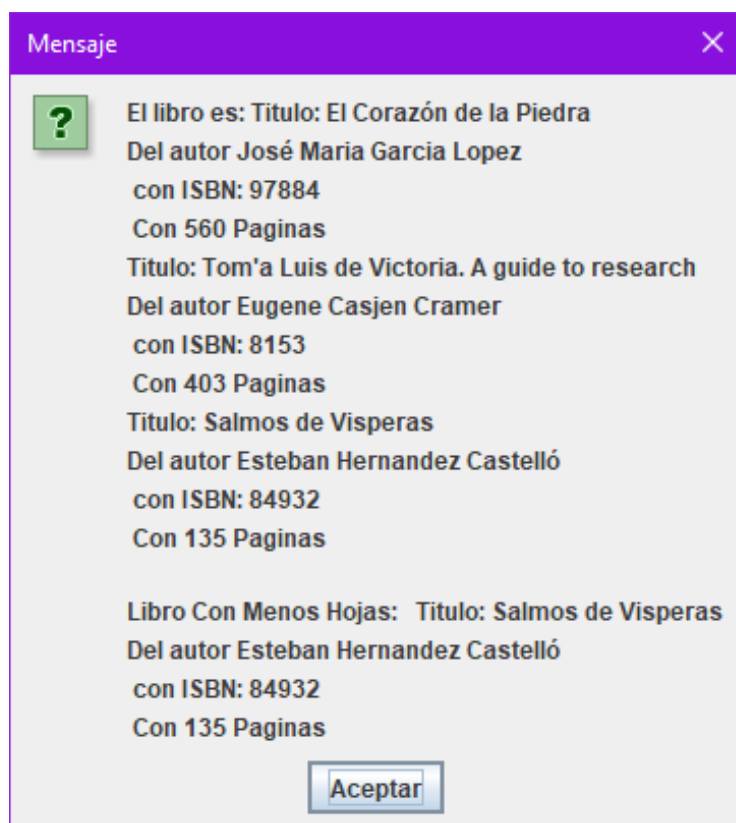 Mensaje
El libro es: Titulo: El Corazón de la Piedra
Del autor José Maria Garcia Lopez
con ISBN: 97884
Con 560 Paginas
Titulo: Tom'a Luis de Victoria. A guide to research
Del autor Eugene Casjen Cramer
con ISBN: 8153
Con 403 Paginas
Titulo: Salmos de Visperas
Del autor Esteban Hernandez Castelló
con ISBN: 84932
Con 135 Paginas
Libro Con Menos Hojas: Titulo: Salmos de Visperas
Del autor Esteban Hernandez Castelló
con ISBN: 84932
Con 135 Paginas
Aceptar